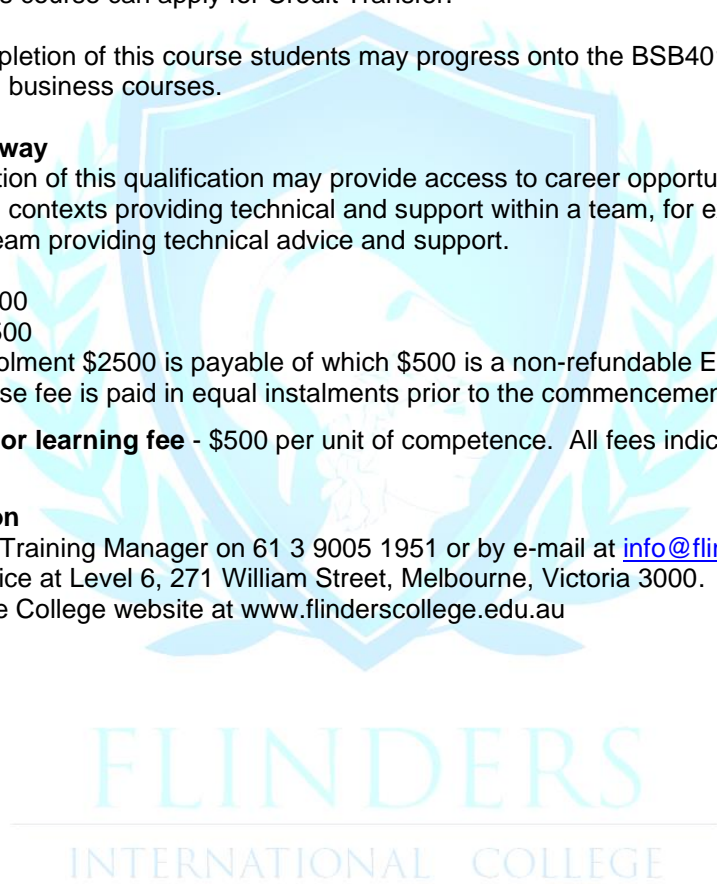 course can apply for Credit Transfer.
pletion of this course students may progress onto the BSB40
business courses.
way
tion of this qualification may provide access to career opportu
contexts providing technical and support within a team, for e
eam providing technical advice and support.
00
500
olment $2500 is payable of which $500 is a non-refundable E
se fee is paid in equal instalments prior to the commencemen
or learning fee - $500 per unit of competence. All fees indic
on
Training Manager on 61 3 9005 1951 or by e-mail at info@flin
ice at Level 6, 271 William Street, Melbourne, Victoria 3000.
e College website at www.flinderscollege.edu.au
FLINDERS
INTERNATIONAL COLLEGE